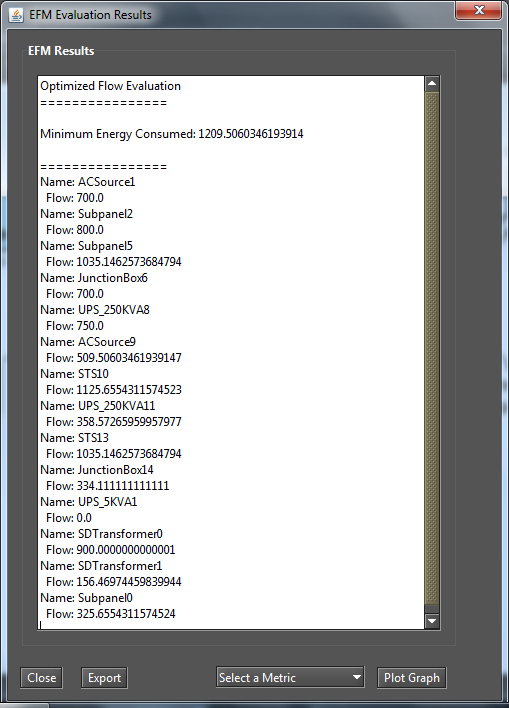 EFM Evaluation Results
EFM Results
Optimized Flow Evaluation
================
Minimum Energy Consumed: 1209.5060346193914
================
Name: ACSource1
Flow: 700.0
Name: Subpanel2
Flow: 800.0
Name: Subpanel5
Flow: 1035.1462573684794
Name: JunctionBox6
Flow: 700.0
Name: UPS_250KVA8
Flow: 750.0
Name: ACSource9
Flow: 509.50603461939147
Name: STS10
Flow: 1125.6554311574523
Name: UPS_250KVA11
Flow: 358.57265959957977
Name: STS13
Flow: 1035.1462573684794
Name: JunctionBox14
Flow: 334.111111111111
Name: UPS_5KVA1
Flow: 0.0
Name: SDTransformer0
Flow: 900.0000000000001
Name: SDTransformer1
Flow: 156.46974459839944
Name: Subpanel0
Flow: 325.6554311574524
Close Export Select a Metric Plot Graph